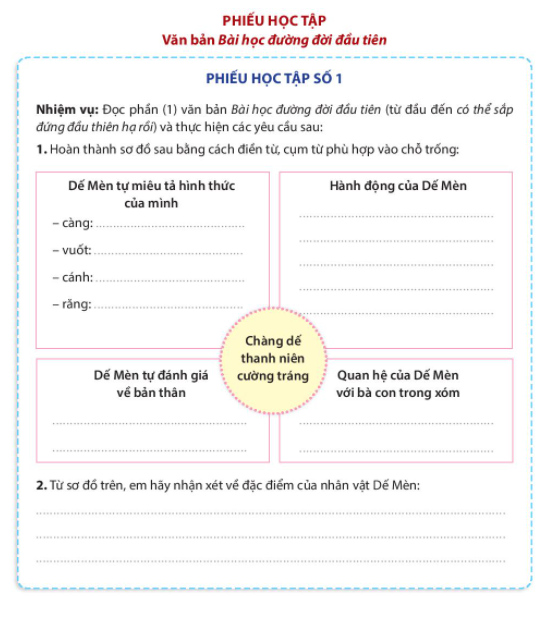 PHIẾU HỌC TẬP
Văn bản Bài học đường đời đầu tiên
PHIẾU HỌC TẬP SỐ 1
Nhiệm vụ: Đọc phần (1) văn bản Bài học đường đời đầu tiên (từ đầu đến có thể sắp
đứng đầu thiên hạ rồi) và thực hiện các yêu cầu sau:
1. Hoàn thành sơ đồ sau bằng cách điền từ, cụm từ phù hợp vào chỗ trống:
Dế Mèn tự miêu tả hình thức
của mình
– càng:
– vuốt:
– cánh:
– răng:
Hành động của Dế Mèn
Chàng dế
thanh niên
cường tráng
Dế Mèn tự đánh giá
về bản thân
Quan hệ của Dế Mèn
với bà con trong xóm
2. Từ sơ đồ trên, em hãy nhận xét về đặc điểm của nhân vật Dế Mèn: